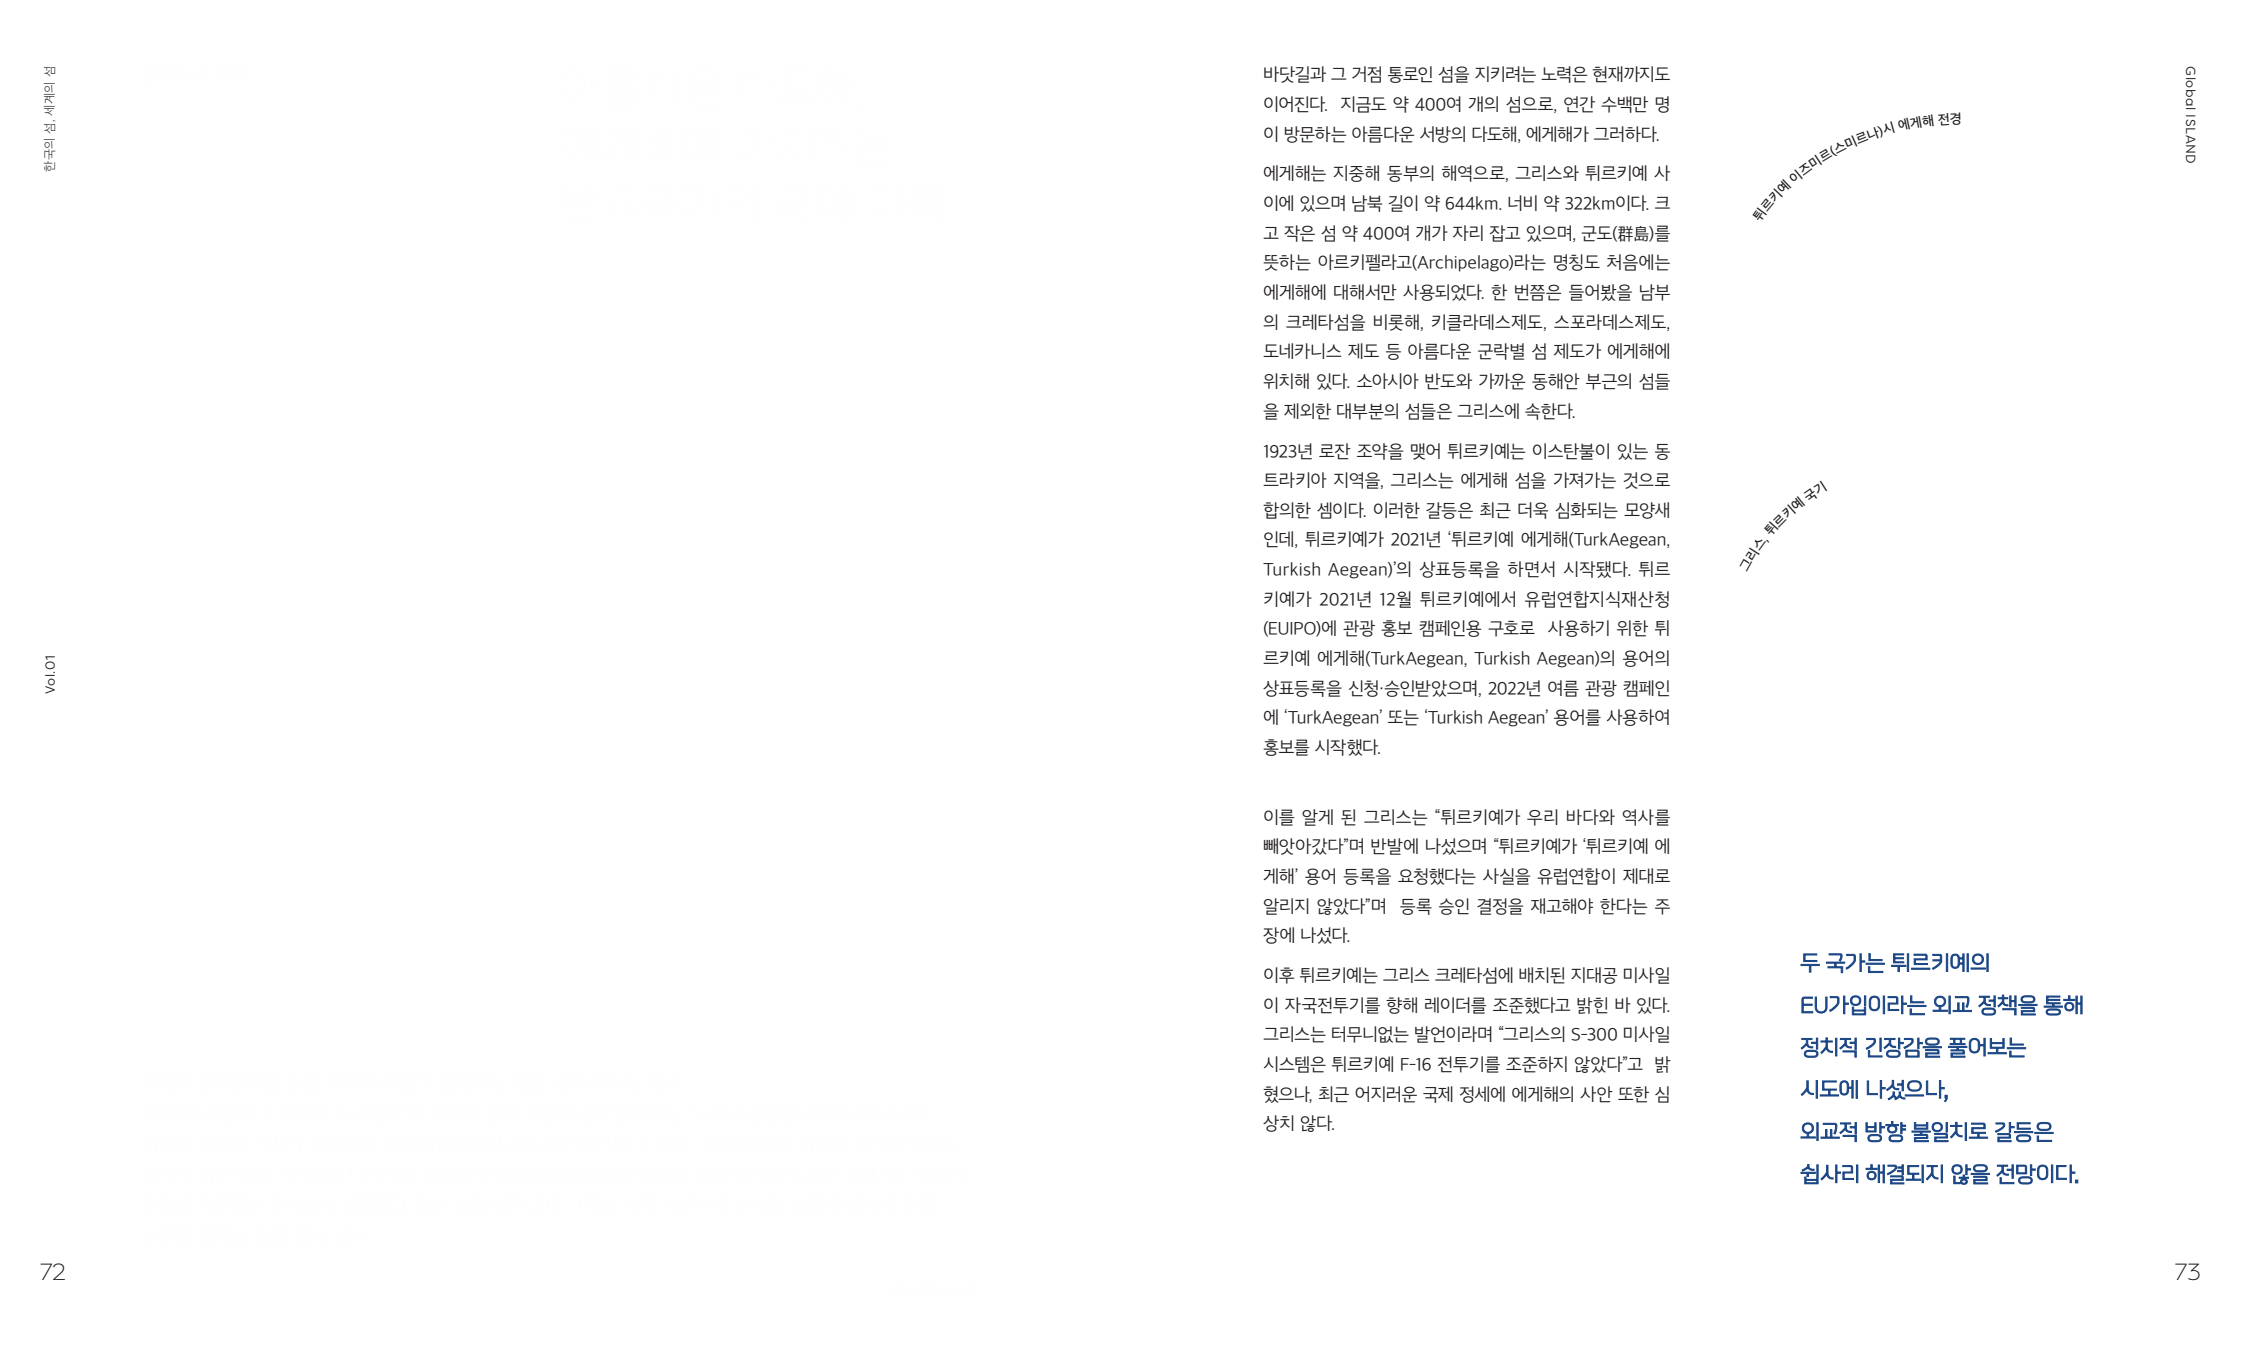 한국의 섬. 세계의 섬
Vol.01
72
바닷길과 그 거점 통로인 섬을 지키려는 노력은 현재까지도
이어진다.  지금도 약 400여 개의 섬으로, 연간 수백만 명
이 방문하는 아름다운 서방의 다도해, 에게해가 그러하다.
에게해는 지중해 동부의 해역으로, 그리스와 튀르키예 사
이에 있으며 남북 길이 약 644km. 너비 약 322km이다. 크
고 작은 섬 약 400여 개가 자리 잡고 있으며, 군도(群島)를
뜻하는 아르키펠라고(Archipelago)라는 명칭도 처음에는
에게해에 대해서만 사용되었다. 한 번쯤은 들어봤을 남부
의 크레타섬을 비롯해, 키클라데스제도, 스포라데스제도,
도네카니스 제도 등 아름다운 군락별 섬 제도가 에게해에
위치해 있다. 소아시아 반도와 가까운 동해안 부근의 섬들
을 제외한 대부분의 섬들은 그리스에 속한다.
1923년 로잔 조약을 맺어 튀르키예는 이스탄불이 있는 동
트라키아 지역을, 그리스는 에게해 섬을 가져가는 것으로
합의한 셈이다. 이러한 갈등은 최근 더욱 심화되는 모양새
인데, 튀르키예가 2021년 ‘튀르키예 에게해(TurkAegean,
Turkish Aegean)’의 상표등록을 하면서 시작됐다. 튀르
키예가 2021년 12월 튀르키예에서 유럽연합지식재산청
(EUIPO)에 관광 홍보 캠페인용 구호로  사용하기 위한 튀
르키예 에게해(TurkAegean, Turkish Aegean)의 용어의
상표등록을 신청·승인받았으며, 2022년 여름 관광 캠페인
에 ‘TurkAegean’ 또는 ‘Turkish Aegean’ 용어를 사용하여
홍보를 시작했다.
이를 알게 된 그리스는 “튀르키예가 우리 바다와 역사를
빼앗아갔다”며 반발에 나섰으며 “튀르키예가 ‘튀르키예 에
게해’ 용어 등록을 요청했다는 사실을 유럽연합이 제대로
알리지 않았다”며  등록 승인 결정을 재고해야 한다는 주
장에 나섰다.
이후 튀르키예는 그리스 크레타섬에 배치된 지대공 미사일
이 자국전투기를 향해 레이더를 조준했다고 밝힌 바 있다.
그리스는 터무니없는 발언이라며 “그리스의 S-300 미사일
시스템은 튀르키예 F-16 전투기를 조준하지 않았다”고  밝
혔으나, 최근 어지러운 국제 정세에 에게해의 사안 또한 심
상치 않다.
튀르키예 이즈미르(스미르나)시 에게해 전경
그리스, 튀르키예 국기
두 국가는 튀르키예의
EU가입이라는 외교 정책을 통해
정치적 긴장감을 풀어보는
시도에 나섰으나,
외교적 방향 불일치로 갈등은
쉽사리 해결되지 않을 전망이다.
Global ISLAND
73